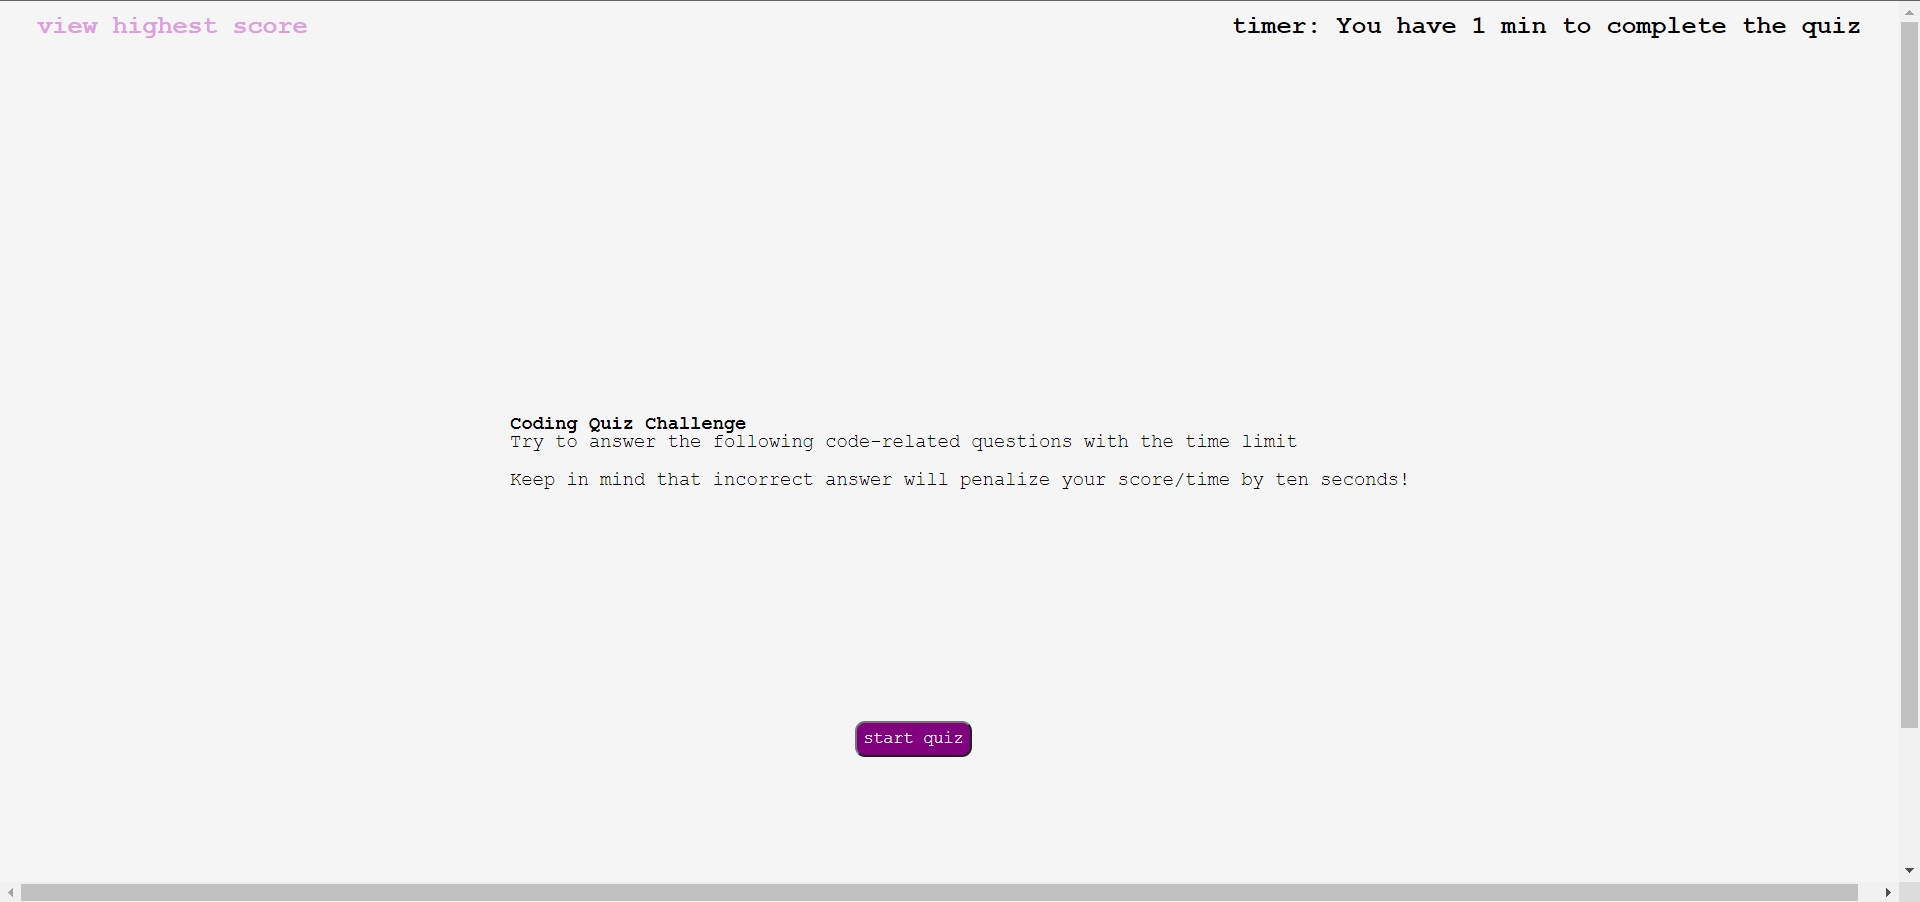 view highest score
timer: You have 1 min to complete the quiz
Coding Quiz Challenge
Try to answer the following code-related questions with the time limit
Keep in mind that incorrect answer will penalize your score/time by ten seconds!
start quiz